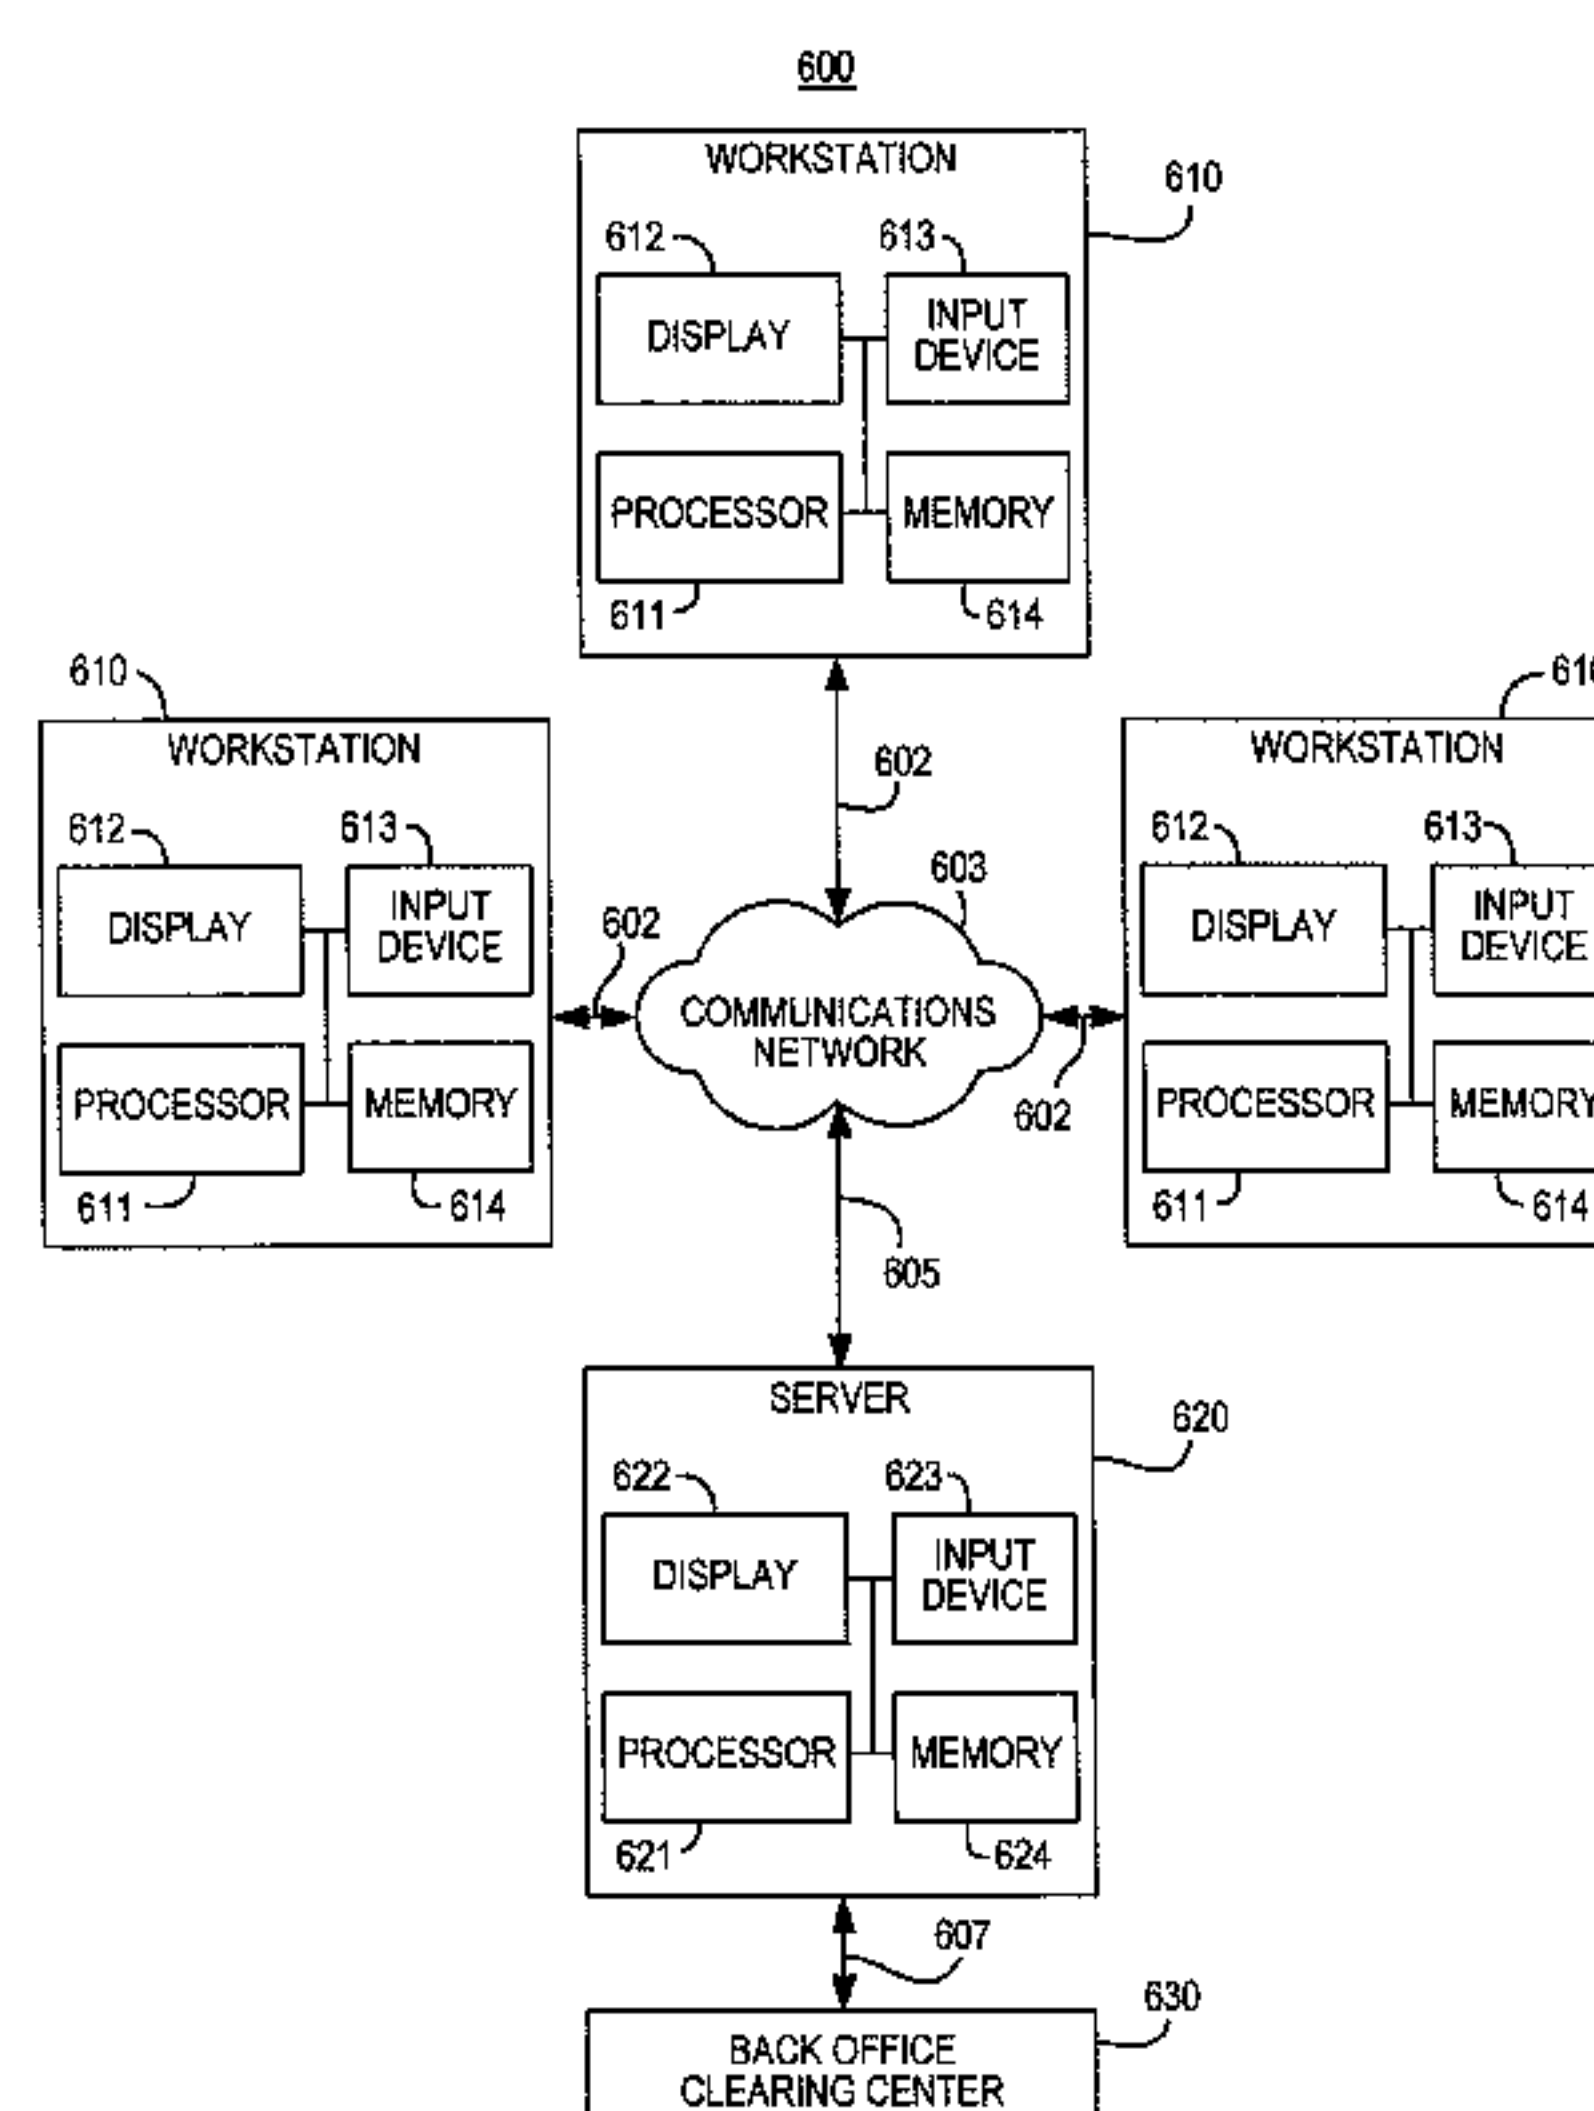 600
WORKSTATION
610
612
613
DISPLAY
INPUT
DEVICE
PROCESSOR
MEMORY
611
614
610
WORKSTATION
612
613
DISPLAY
INPUT
DEVICE
PROCESSOR
MEMORY
611
614
602
602
603
COMMUNICATIONS
NETWORK
602
605
WORKSTATION
612
613
DISPLAY
INPUT
DEVICE
PROCESSOR
MEMORY
611
614
SERVER
620
622
623
DISPLAY
INPUT
DEVICE
PROCESSOR
MEMORY
621
624
607
630
BACK OFFICE
CLEARING CENTER